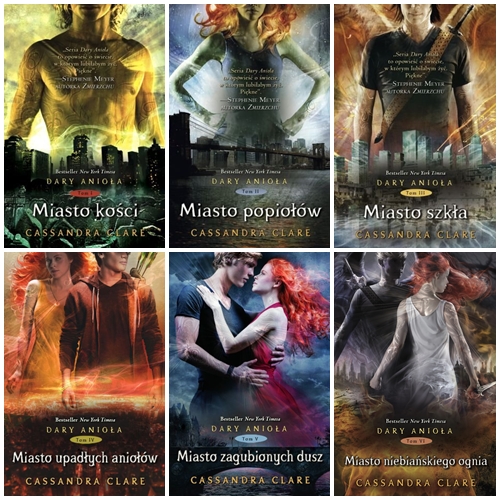 „Seria Dary Anioła
to opowieść o świecie,
w którym lubiłabym żyć.
Piękne”
—STEPHENIE MEYER
AUTORKA ZMIERZCHU
Bestseller New York Timesa
DARY ANIOŁA
Tom I
Miasto kości
CASSANDRA CLARE
„Seria Dary Anioła
to opowieść o świecie,
w którym lubiłabym żyć.
Piękne”
—STEPHENIE MEYER
AUTORKA ZMIERZCHU
Bestseller New York Timesa
DARY ANIOŁA
Tom II
Miasto popiołów
CASSANDRA CLARE
„Seria Dary Anioła
to opowieść o świecie,
w którym lubiłabym żyć.
Piękne”
—STEPHENIE MEYER
AUTORKA ZMIERZCHU
Bestseller New York Timesa
DARY ANIOŁA
Tom III
Miasto szkła
CASSANDRA CLARE
Bestseller New York Timesa
DARY ANIOŁA
Tom IV
Miasto upadłych aniołów
CASSANDRA CLARE
Bestseller New York Timesa
DARY ANIOŁA
Tom V
Miasto zagubionych dusz
CASSANDRA CLARE
Bestseller New York Timesa
DARY ANIOŁA
Tom VI
Miasto niebiańskiego ognia
CASSANDRA CLARE